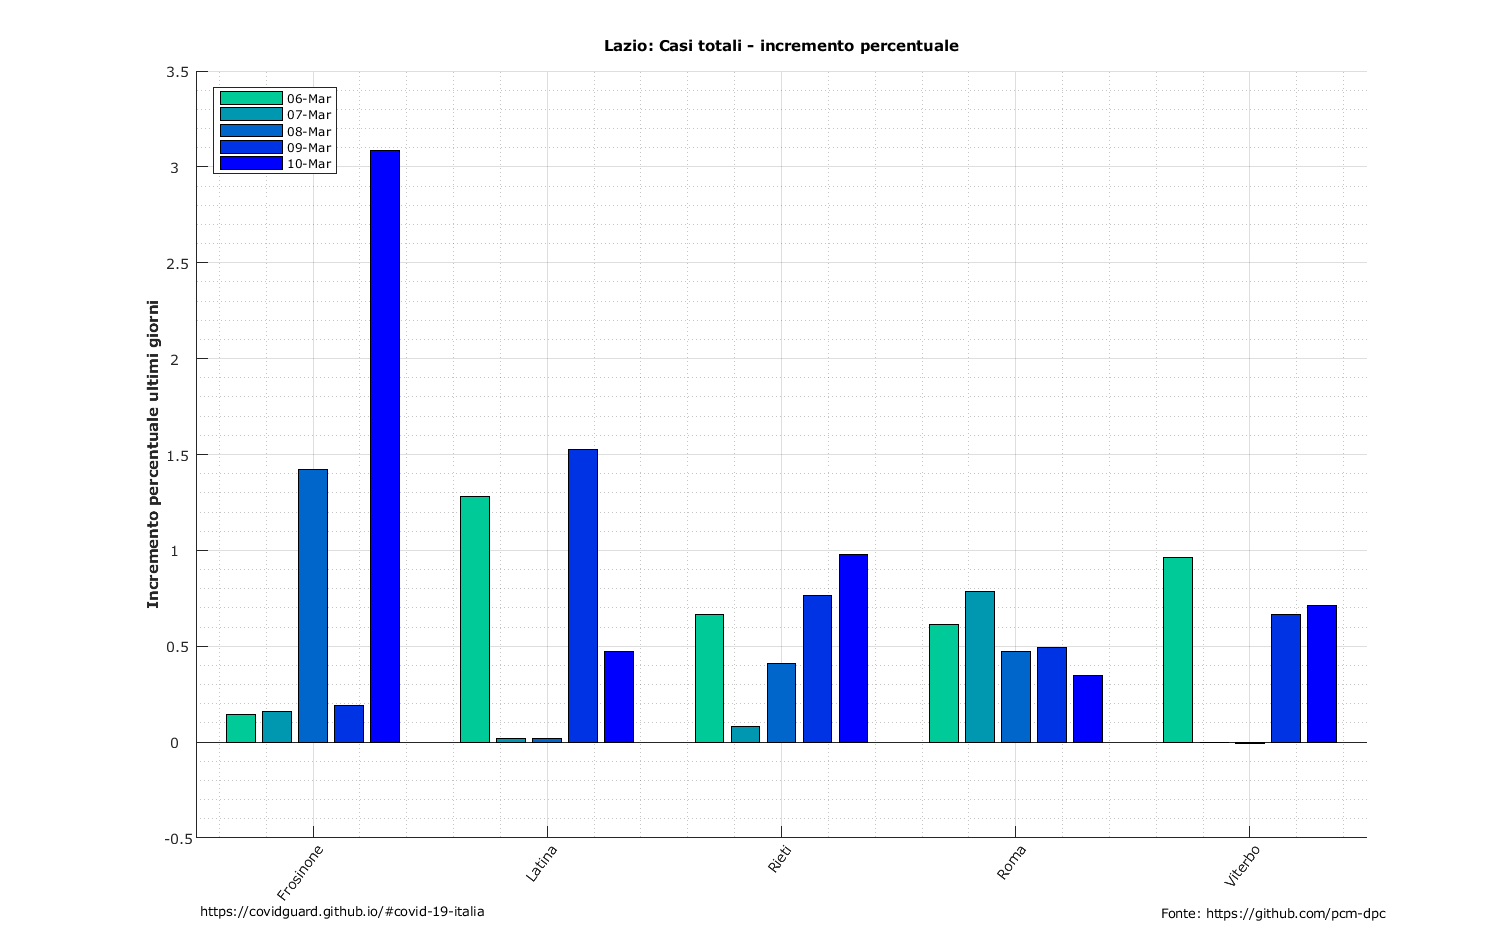 Lazio: Casi totali - incremento percentuale
3.5
3
2.5
2
1.5
1
0.5
0
-0.5
Incremento percentuale ultimi giorni
06-Mar
07-Mar
08-Mar
09-Mar
10-Mar
Frosinone
Latina
Rieti
Roma
Viterbo
https://covidguard.github.io/#covid-19-italia
Fonte: https://github.com/pcm-dpc